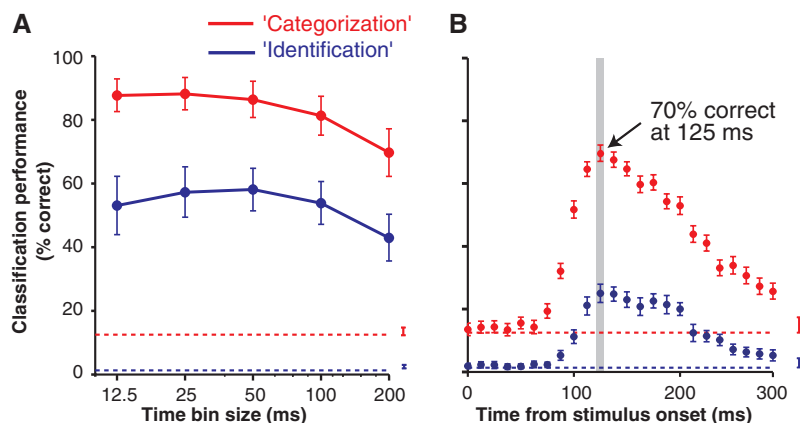 A
'Categorization'
'Identification'
B
Classification performance
(% correct)
100
80
60
40
20
0
12.5
25
50
100
200
Time bin size (ms)
70% correct
at 125 ms
0
100
200
300
Time from stimulus onset (ms)